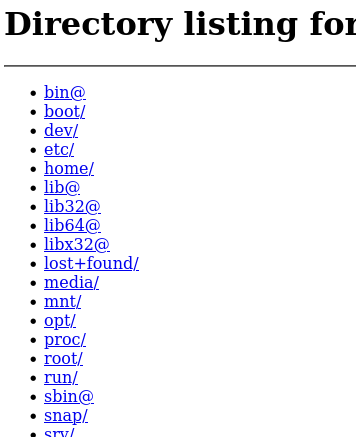 Directory listing for
bin@
boot/
dev/
etc/
home/
lib@
lib32@
lib64@
libx32@
lost+found/
media/
mnt/
opt/
proc/
root/
run/
sbin@
snap/
srv/